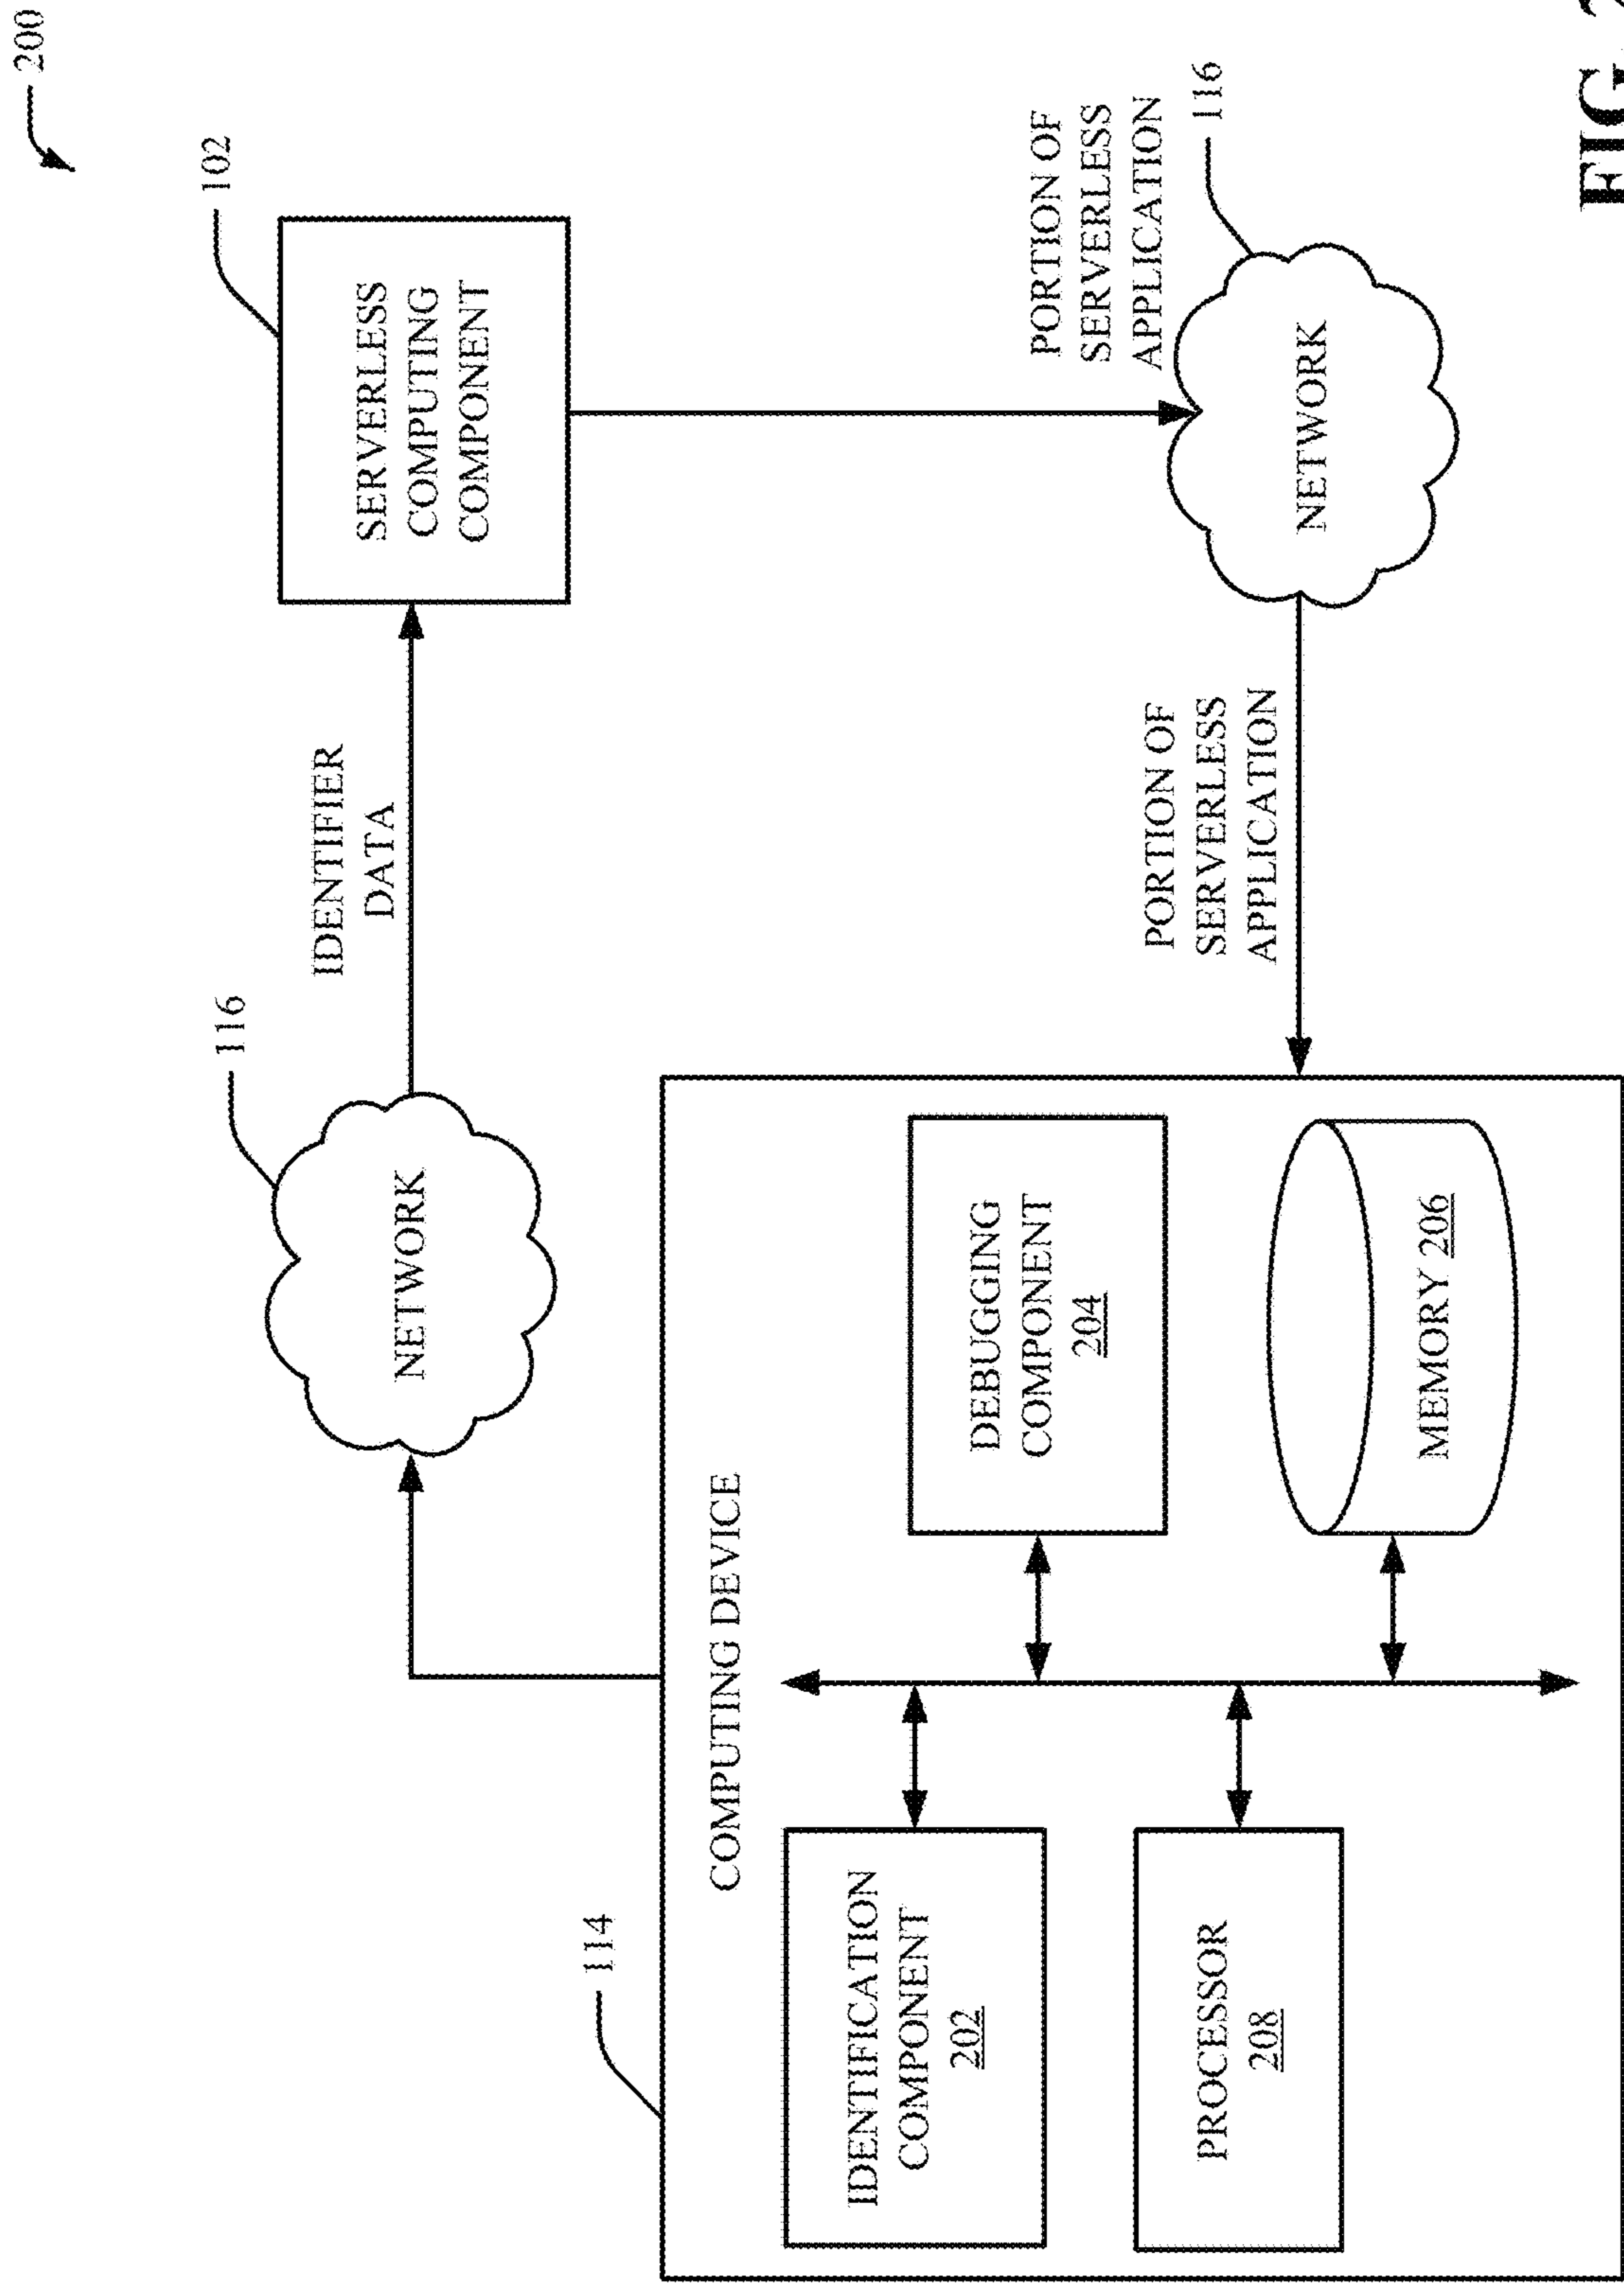 200
102
SERVERLESS
COMPUTING
COMPONENT
IDENTIFIER
DATA
116
NETWORK
PORTION OF
SERVERLESS
APPLICATION
116
NETWORK
PORTION OF
SERVERLESS
APPLICATION
114
COMPUTING DEVICE
IDENTIFICATION
COMPONENT
202
DEBUGGING
COMPONENT
204
PROCESSOR
208
MEMORY 206
FIG.